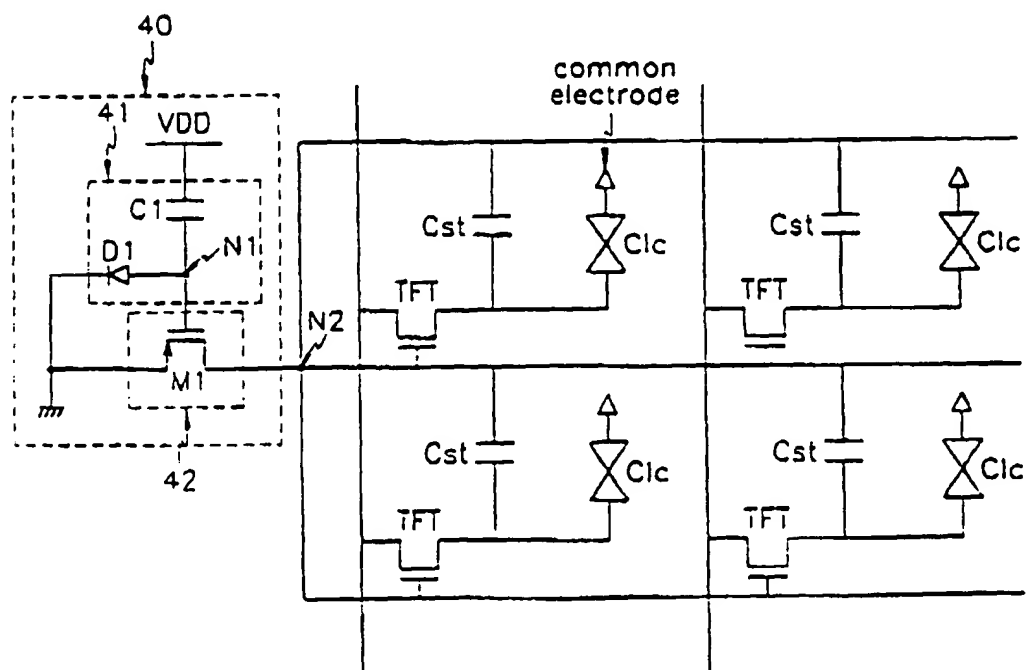 40
41
VDD
C1
D1
N1
M1
42
N2
common
electrode
Cst
Clc
TFT
Cst
Clc
TFT
Cst
Clc
TFT
Cst
Clc
TFT